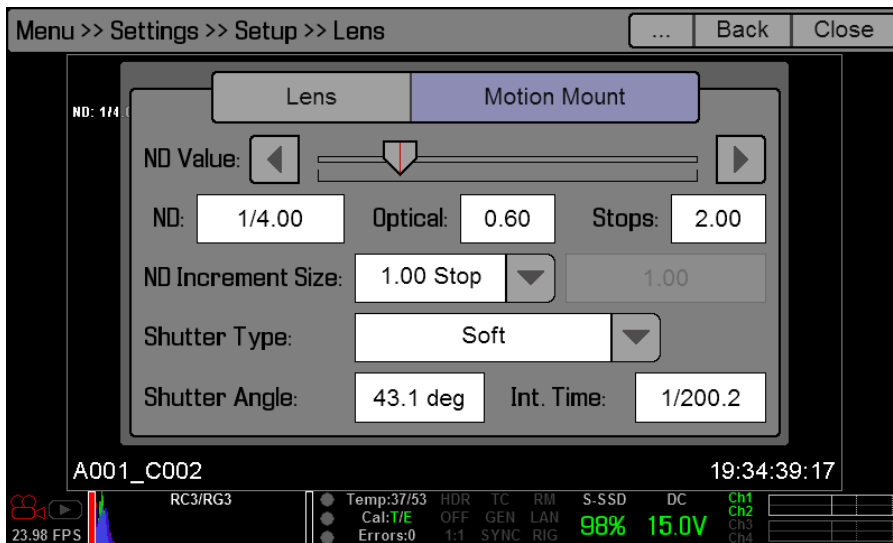 Menu >> Settings >> Setup >> Lens ... Back Close
Lens Motion Mount
ND: 1/4.0
ND Value:
ND: 1/4.00 Optical: 0.60 Stops: 2.00
ND Increment Size: 1.00 Stop 1.00
Shutter Type: Soft
Shutter Angle: 43.1 deg Int. Time: 1/200.2
A001_C002 19:34:39:17
RC3/RG3 Temp:37/53 HDR TC RM S-SSD DC Ch1
Cal:T/E OFF GEN LAN 98% 15.0V Ch2
23.98 FPS Errors:0 1:1 SYNC RIG Ch3
Ch4